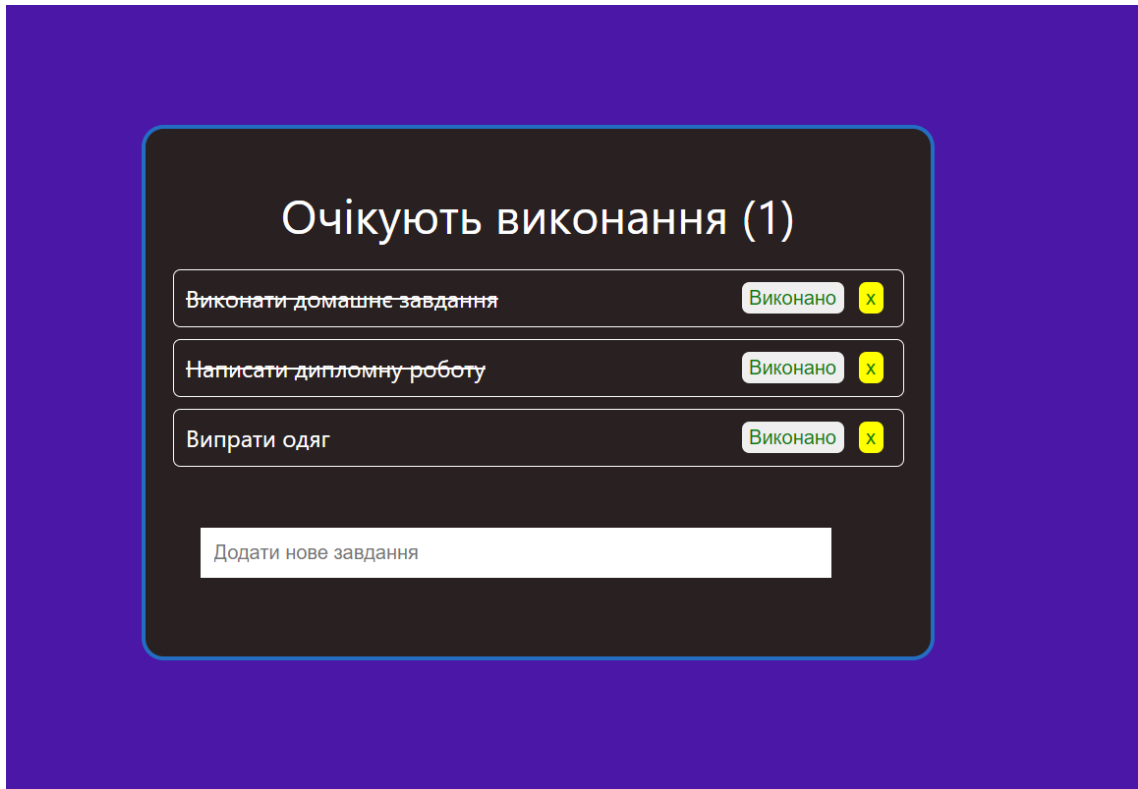 Очікують виконання (1)
Виконати домашнє завдання Виконано x
Написати дипломну роботу Виконано x
Випрати одяг Виконано x
Додати нове завдання